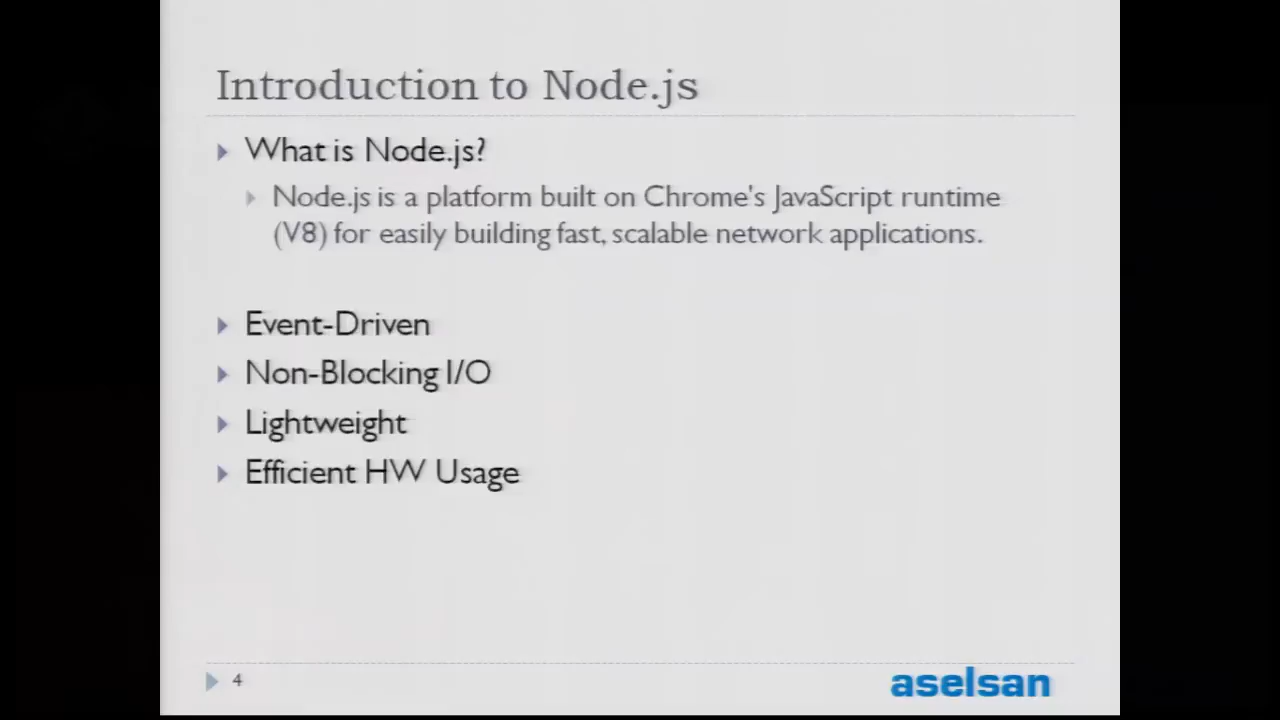 Introduction to Node.js
What is Node.js?
Node.js is a platform built on Chrome's JavaScript runtime
(V8) for easily building fast, scalable network applications.
Event-Driven
Non-Blocking I/O
Lightweight
Efficient HW Usage
4
aselsan